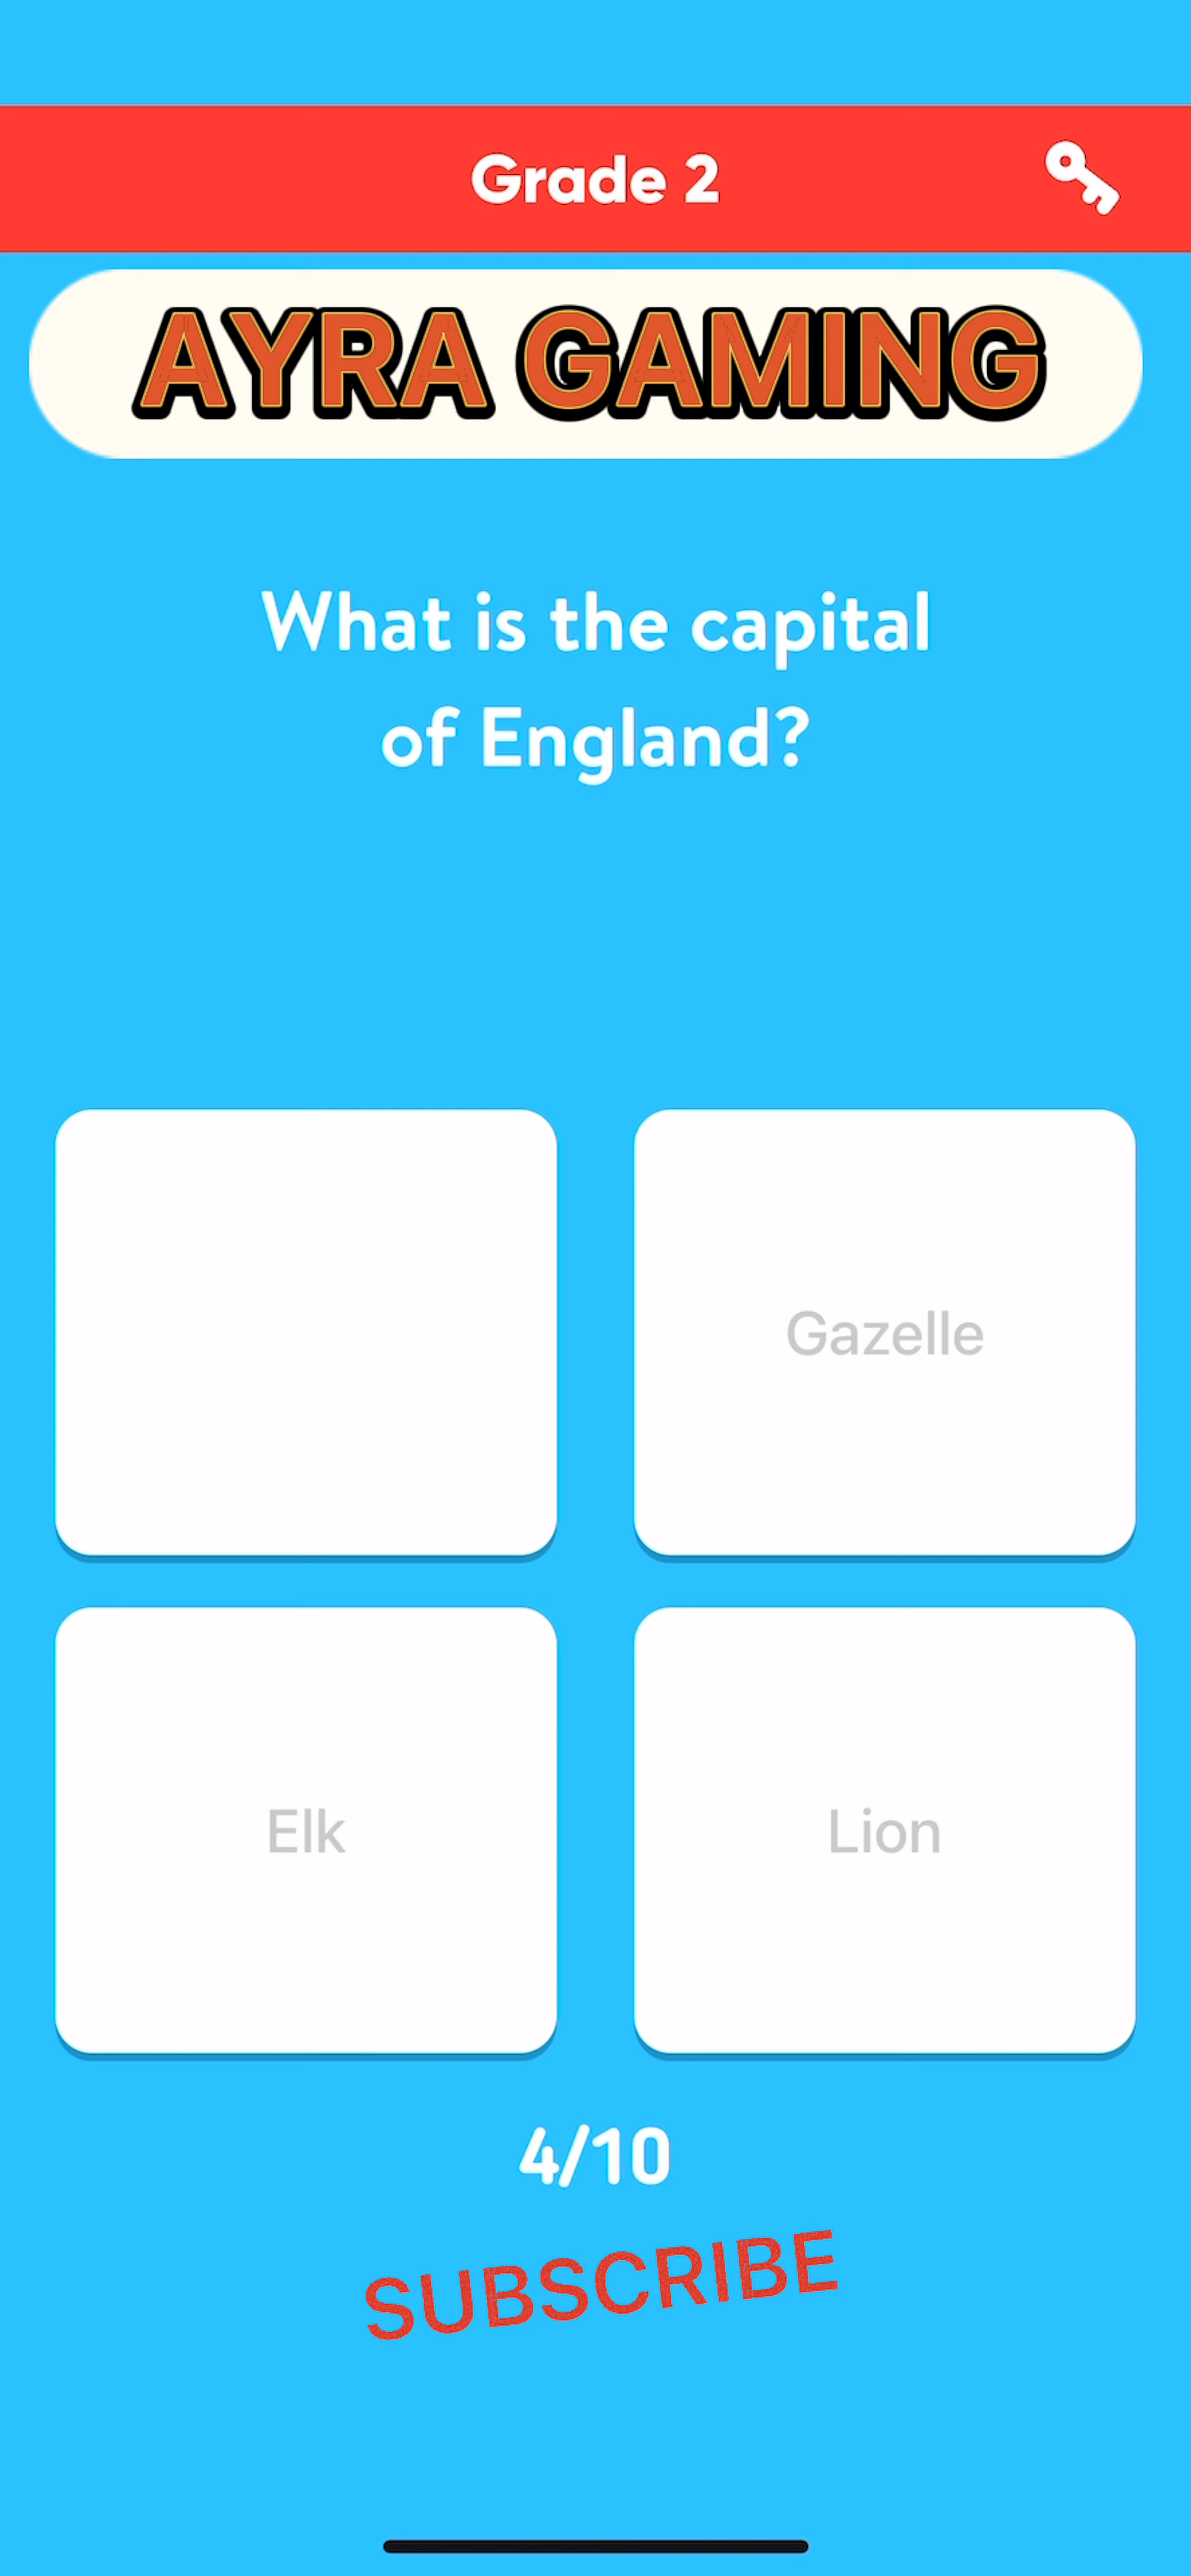 Grade 2
AYRA GAMING
What is the capital
of England?
Gazelle
Elk
Lion
4/10
SUBSCRIBE